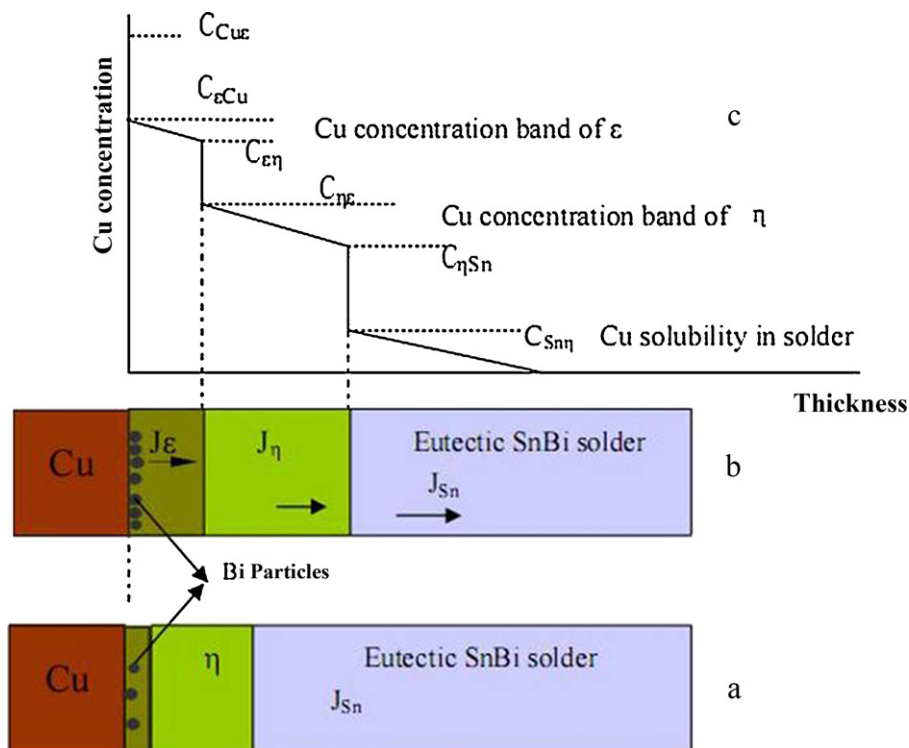 C_Cuε
C_εCu
Cu concentration
Cu concentration band of ε
c
C_εη
C_ηε
Cu concentration band of η
C_ηSn
C_Snη
Cu solubility in solder
Thickness
Cu
Jε
J_η
Eutectic SnBi solder
J_Sn
b
Bi Particles
Cu
η
Eutectic SnBi solder
J_Sn
a